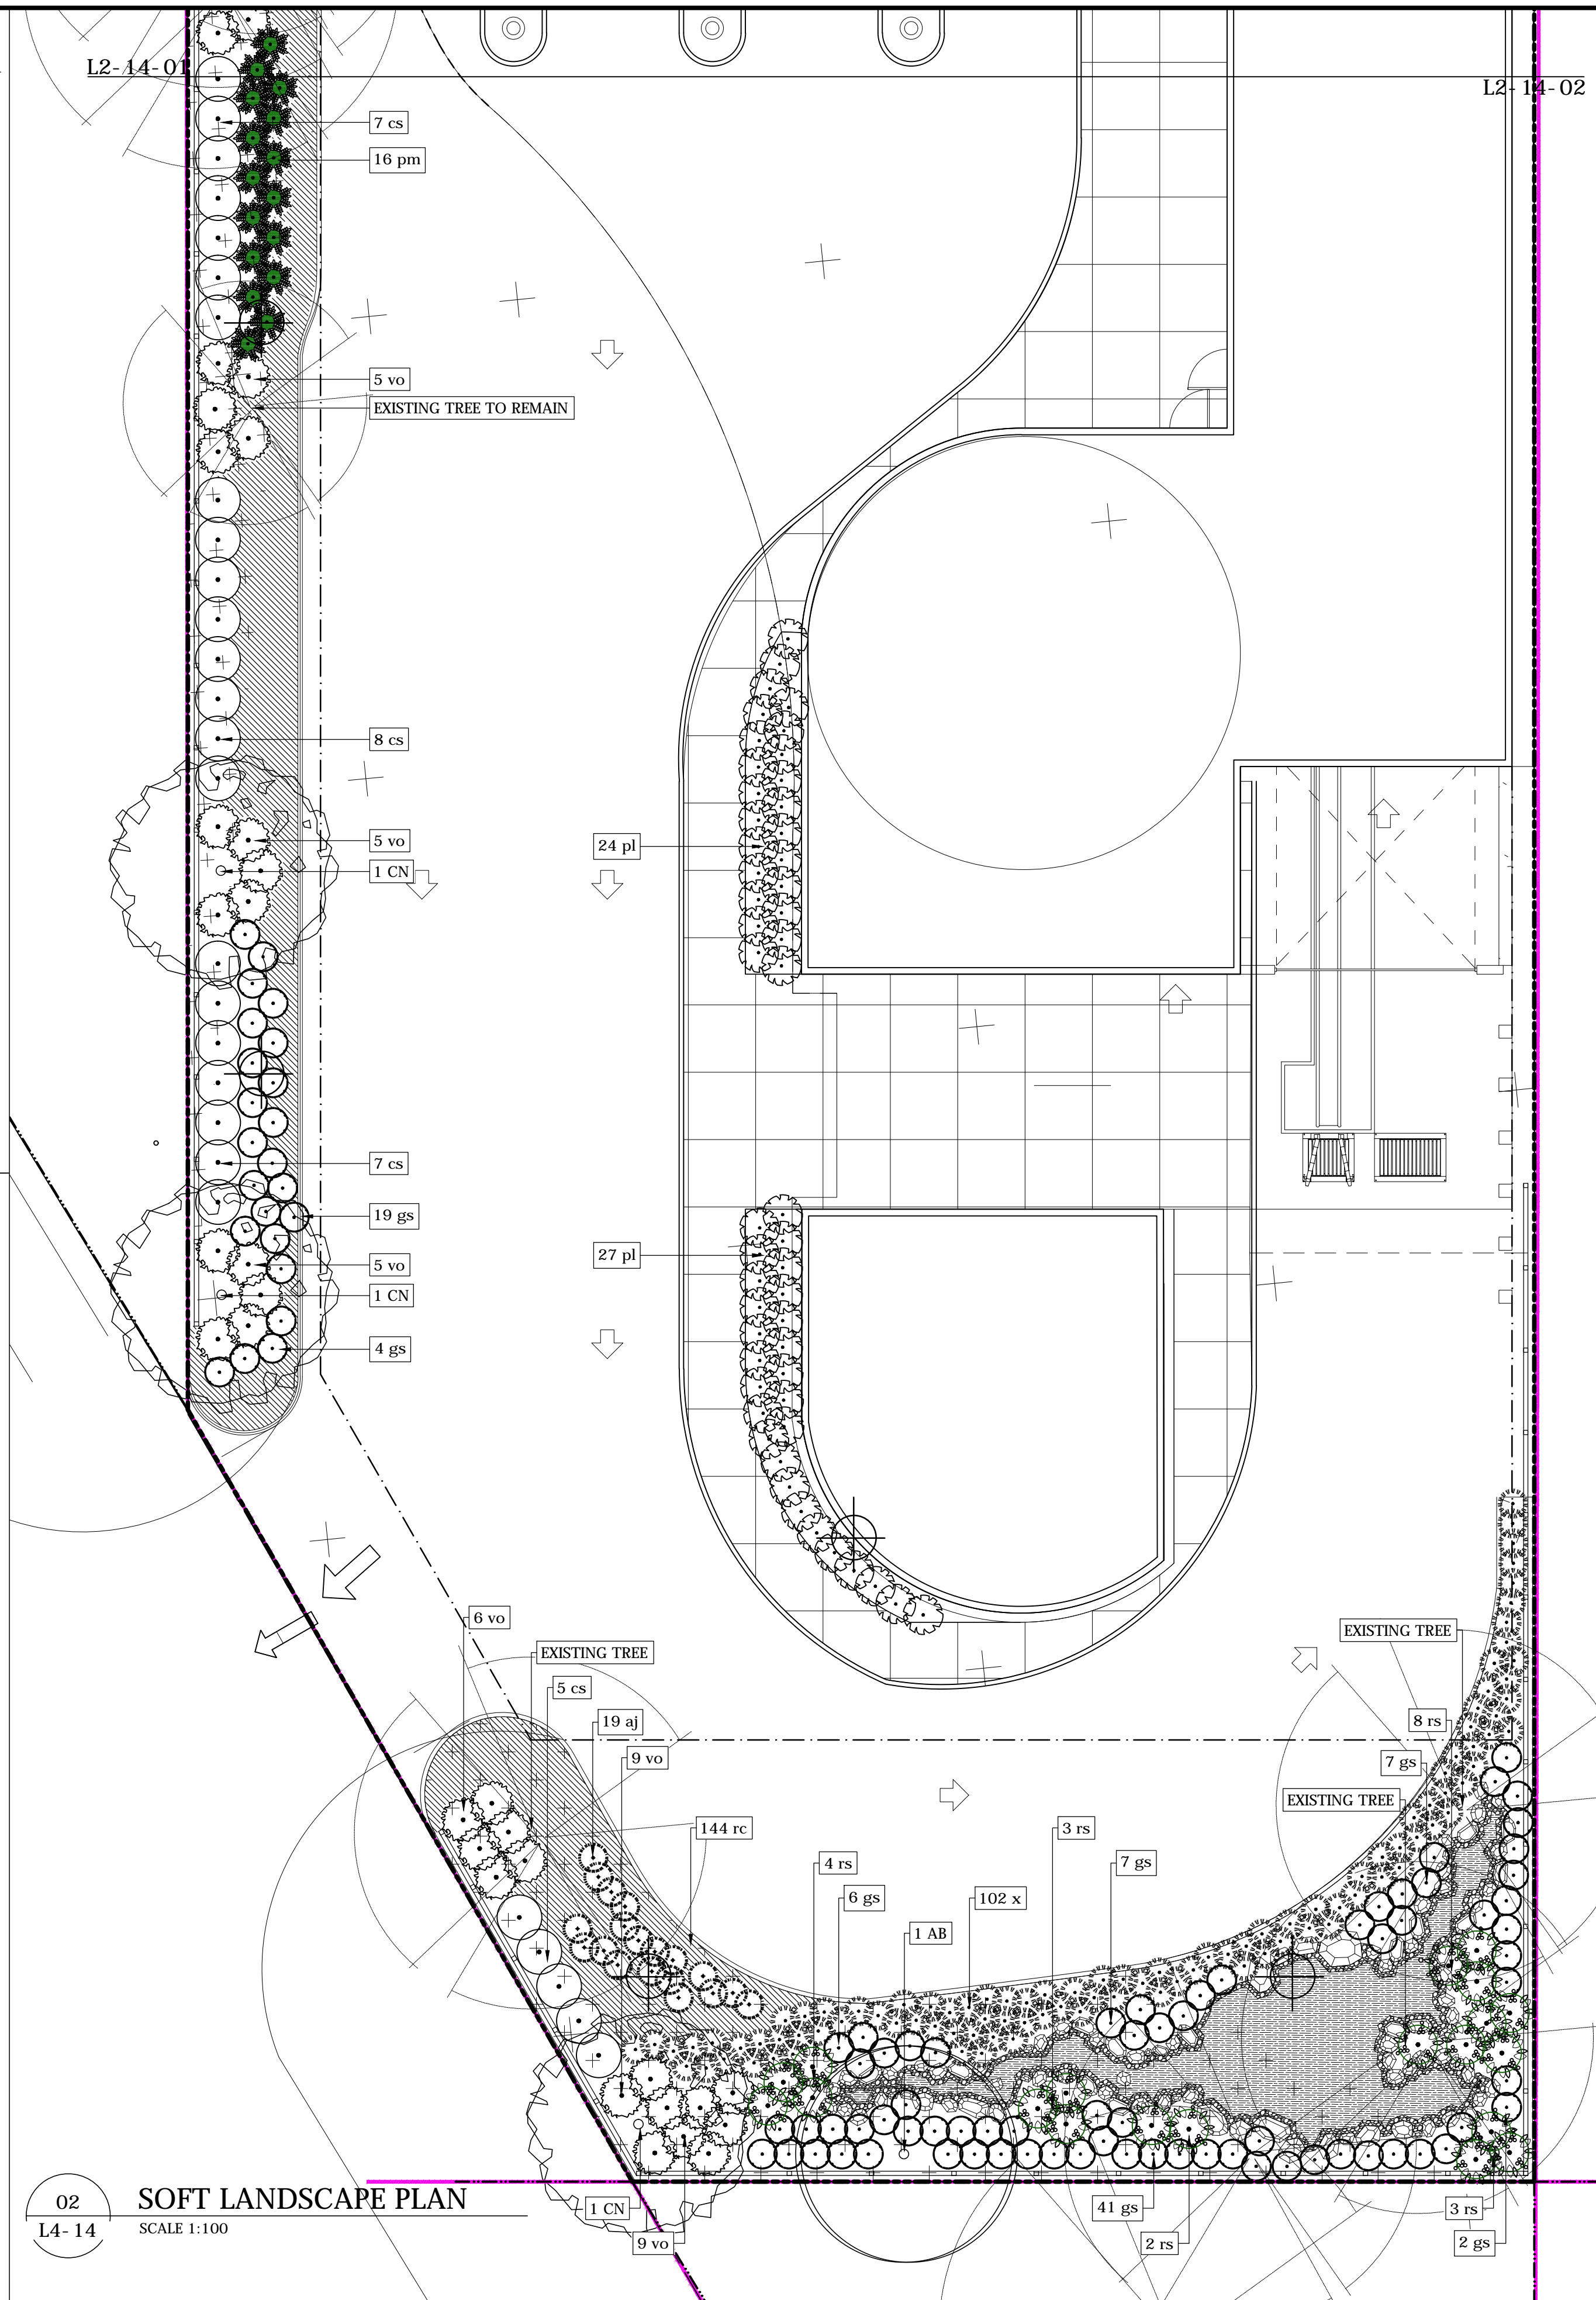 L2-14-01
L2-14-02
7 cs
16 pm
5 vo
EXISTING TREE TO REMAIN
8 cs
5 vo
24 pl
1 CN
7 cs
19 gs
27 pl
5 vo
1 CN
4 gs
6 vo
EXISTING TREE
EXISTING TREE
5 cs
19 aj
8 rs
9 vo
7 gs
EXISTING TREE
144 rc
3 rs
4 rs
7 gs
6 gs
102 x
1 AB
02
L4-14
SOFT LANDSCAPE PLAN
SCALE 1:100
1 CN
41 gs
3 rs
9 vo
2 rs
2 gs